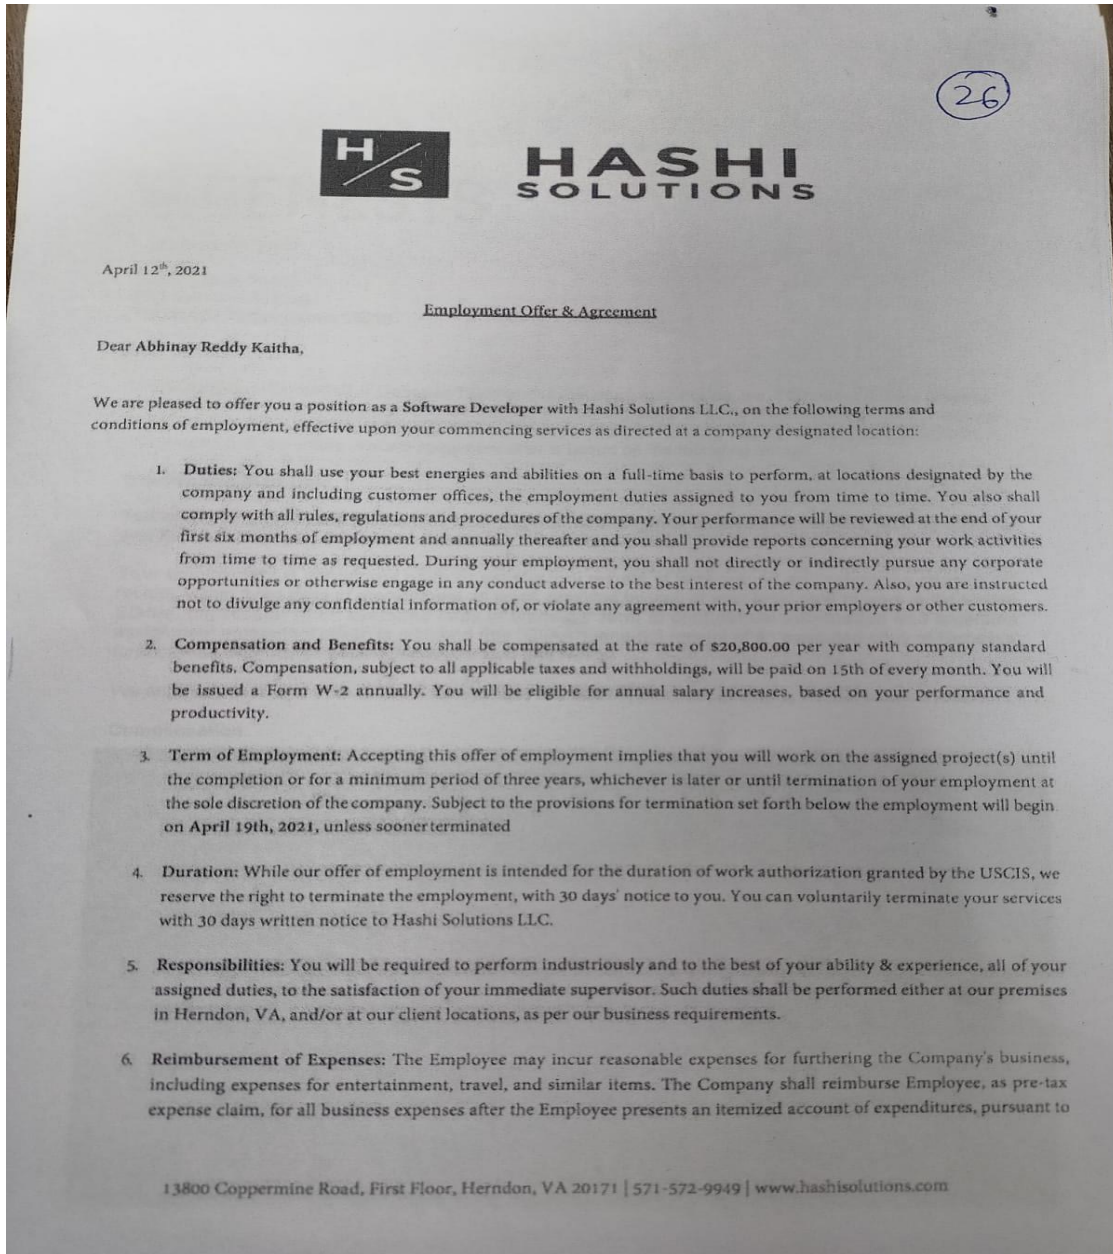 26
H/S
HASHI
SOLUTIONS
April 12th, 2021
Employment Offer & Agreement
Dear Abhinay Reddy Kaitha,
We are pleased to offer you a position as a Software Developer with Hashi Solutions LLC., on the following terms and
conditions of employment, effective upon your commencing services as directed at a company designated location:
1. Duties: You shall use your best energies and abilities on a full-time basis to perform, at locations designated by the
company and including customer offices, the employment duties assigned to you from time to time. You also shall
comply with all rules, regulations and procedures of the company. Your performance will be reviewed at the end of your
first six months of employment and annually thereafter and you shall provide reports concerning your work activities
from time to time as requested. During your employment, you shall not directly or indirectly pursue any corporate
opportunities or otherwise engage in any conduct adverse to the best interest of the company. Also, you are instructed
not to divulge any confidential information of, or violate any agreement with, your prior employers or other customers.
2. Compensation and Benefits: You shall be compensated at the rate of $20,800.00 per year with company standard
benefits. Compensation, subject to all applicable taxes and withholdings, will be paid on 15th of every month. You will
be issued a Form W-2 annually. You will be eligible for annual salary increases, based on your performance and
productivity.
3. Term of Employment: Accepting this offer of employment implies that you will work on the assigned project(s) until
the completion or for a minimum period of three years, whichever is later or until termination of your employment at
the sole discretion of the company. Subject to the provisions for termination set forth below the employment will begin
on April 19th, 2021, unless sooner terminated
4. Duration: While our offer of employment is intended for the duration of work authorization granted by the USCIS, we
reserve the right to terminate the employment, with 30 days' notice to you. You can voluntarily terminate your services
with 30 days written notice to Hashi Solutions LLC.
5. Responsibilities: You will be required to perform industriously and to the best of your ability & experience, all of your
assigned duties, to the satisfaction of your immediate supervisor. Such duties shall be performed either at our premises
in Herndon, VA, and/or at our client locations, as per our business requirements.
6. Reimbursement of Expenses: The Employee may incur reasonable expenses for furthering the Company's business,
including expenses for entertainment, travel, and similar items. The Company shall reimburse Employee, as pre-tax
expense claim, for all business expenses after the Employee presents an itemized account of expenditures, pursuant to
13800 Coppermine Road, First Floor, Herndon, VA 20171 | 571-572-9949 | www.hashisolutions.com